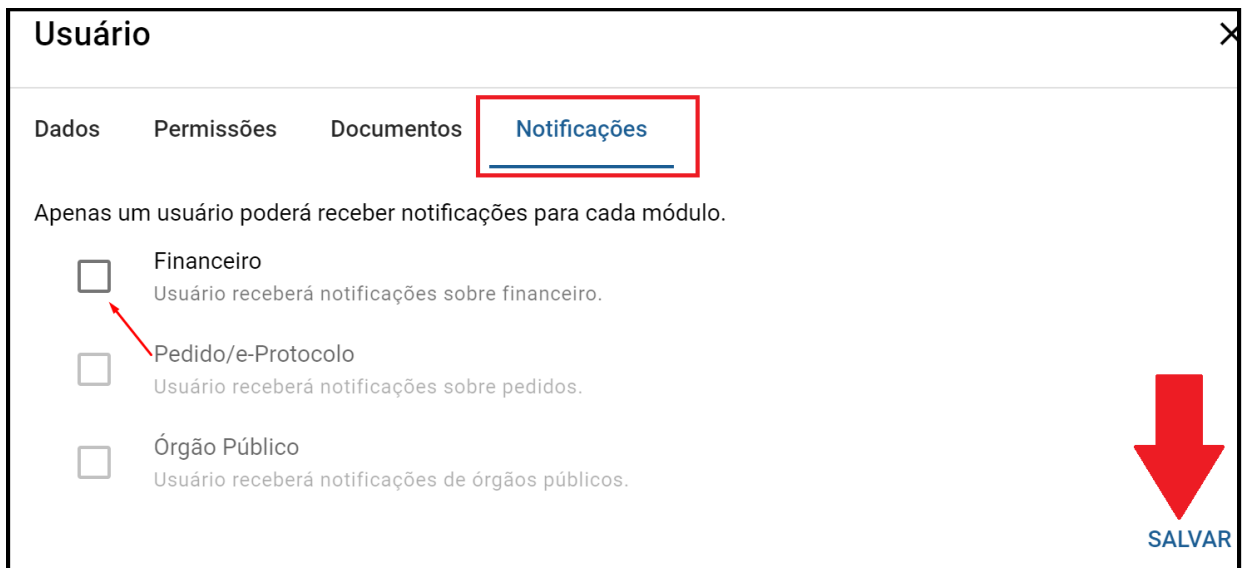 Usuário
Dados Permissões Documentos Notificações
Apenas um usuário poderá receber notificações para cada módulo.
Financeiro
Usuário receberá notificações sobre financeiro.
Pedido/e-Protocolo
Usuário receberá notificações sobre pedidos.
Órgão Público
Usuário receberá notificações de órgãos públicos.
SALVAR